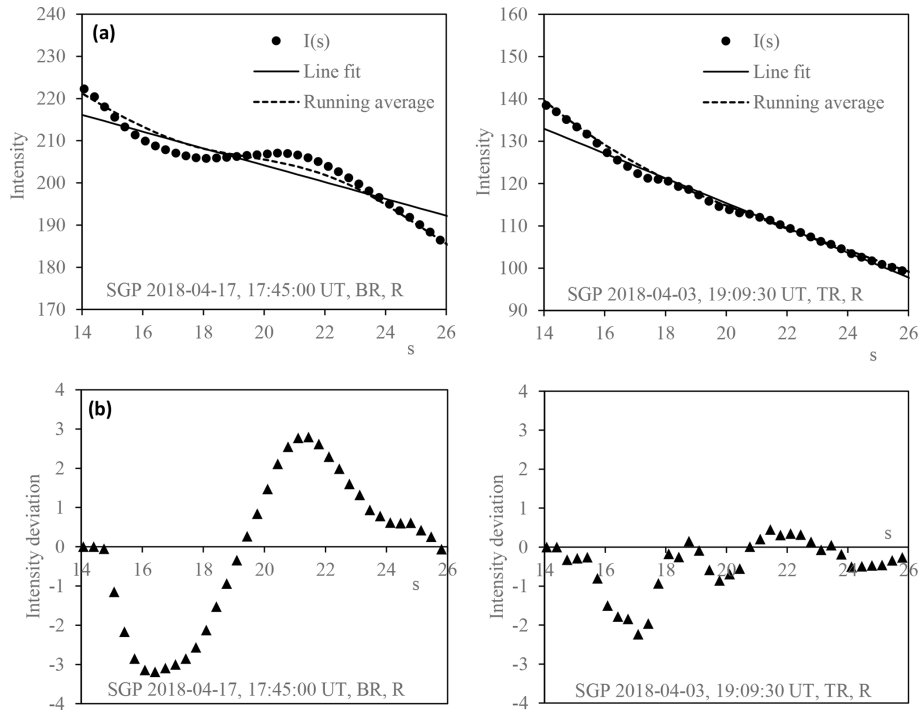 (a)
I(s)
Line fit
Running average
Intensity
240
230
220
210
200
190
180
170
SGP 2018-04-17, 17:45:00 UT, BR, R
14 16 18 20 22 24 26
s
I(s)
Line fit
Running average
Intensity
160
150
140
130
120
110
100
90
SGP 2018-04-03, 19:09:30 UT, TR, R
14 16 18 20 22 24 26
s
(b)
Intensity deviation
4
3
2
1
0
-1
-2
-3
-4
14 16 18 20 22 24 26
s
SGP 2018-04-17, 17:45:00 UT, BR, R
Intensity deviation
4
3
2
1
0
-1
-2
-3
-4
s
14 16 18 20 22 24 26
SGP 2018-04-03, 19:09:30 UT, TR, R